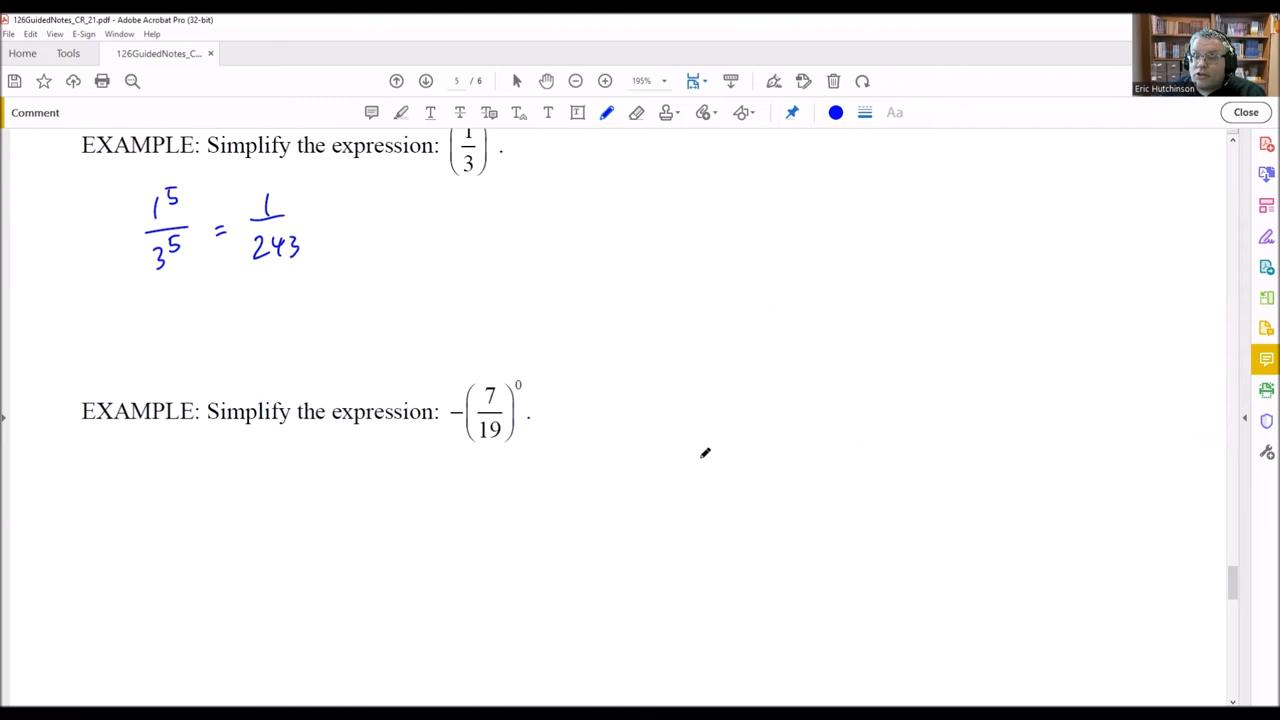 126GuidedNotes_CR_21.pdf - Adobe Acrobat Pro (32-bit)
File Edit View E-Sign Window Help
Home Tools 126GuidedNotes_C... ×
5 / 6 195%
Eric Hutchinson
Comment Aa Close
EXAMPLE: Simplify the expression: (1/3) .
1^5/3^5 = 1/243
EXAMPLE: Simplify the expression: −(7/19)^0 .